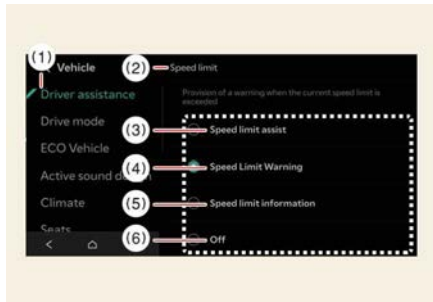 (1)
Vehicle
(2)
Speed limit
Driver assistance
Provision of a warning when the current speed limit is
exceeded
Drive mode
(3)
Speed limit assist
ECO Vehicle
(4)
Speed Limit Warning
Active sound
Climate
(5)
Speed limit information
Seats
(6)
Off